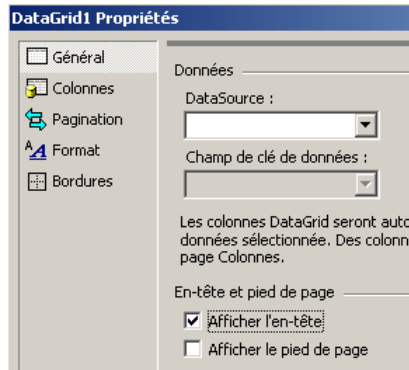 DataGrid1 Propriétés
Général
Colonnes
Pagination
Format
Bordures
Données
DataSource :
Champ de clé de données :
Les colonnes DataGrid seront auto
données sélectionnée. Des colonn
page Colonnes.
En-tête et pied de page
Afficher l'en-tête
Afficher le pied de page